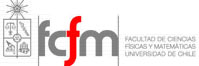 fcfm
FACULTAD DE CIENCIAS
FÍSICAS Y MATEMÁTICAS
UNIVERSIDAD DE CHILE